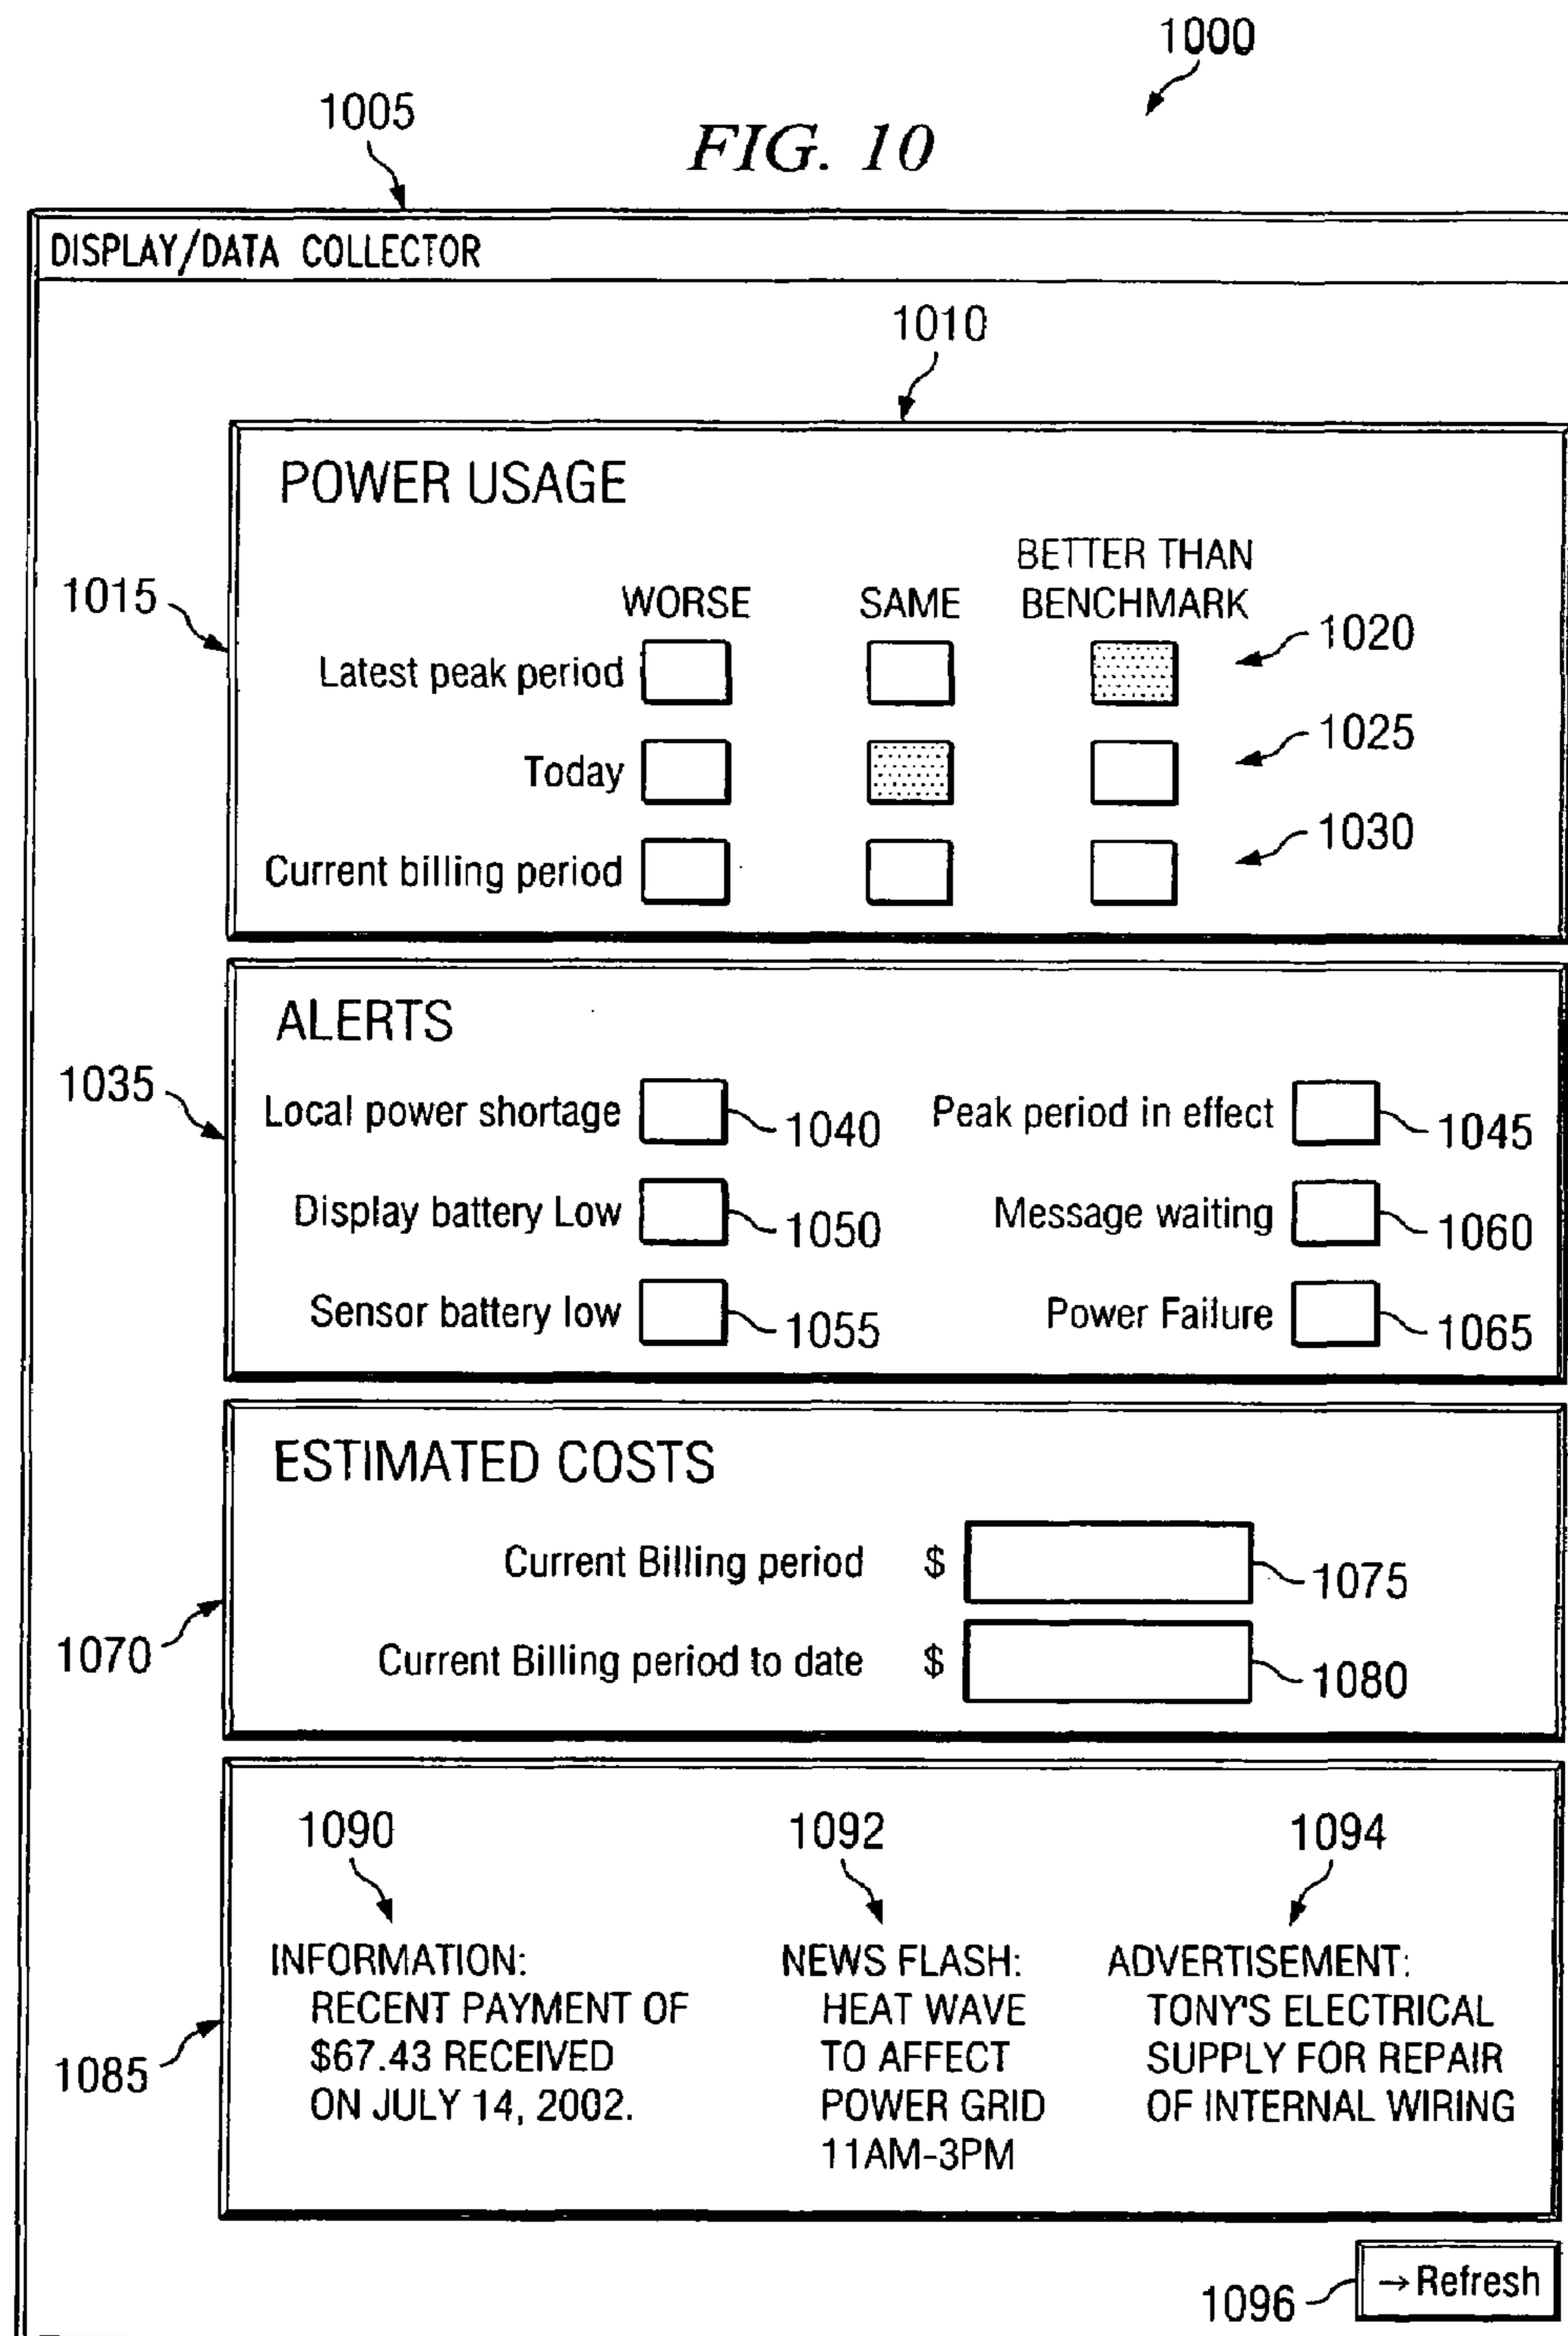 1000
1005
FIG. 10
DISPLAY/DATA COLLECTOR
1010
POWER USAGE
BETTER THAN
1015 WORSE SAME BENCHMARK
Latest peak period 1020
Today 1025
Current billing period 1030
ALERTS
1035
Local power shortage 1040 Peak period in effect 1045
Display battery Low 1050 Message waiting 1060
Sensor battery low 1055 Power Failure 1065
ESTIMATED COSTS
Current Billing period $ 1075
1070
Current Billing period to date $ 1080
1090 1092 1094
INFORMATION:
RECENT PAYMENT OF
$67.43 RECEIVED
ON JULY 14, 2002.
NEWS FLASH:
HEAT WAVE
TO AFFECT
POWER GRID
11AM-3PM
ADVERTISEMENT:
TONY'S ELECTRICAL
SUPPLY FOR REPAIR
OF INTERNAL WIRING
1085
→Refresh
1096